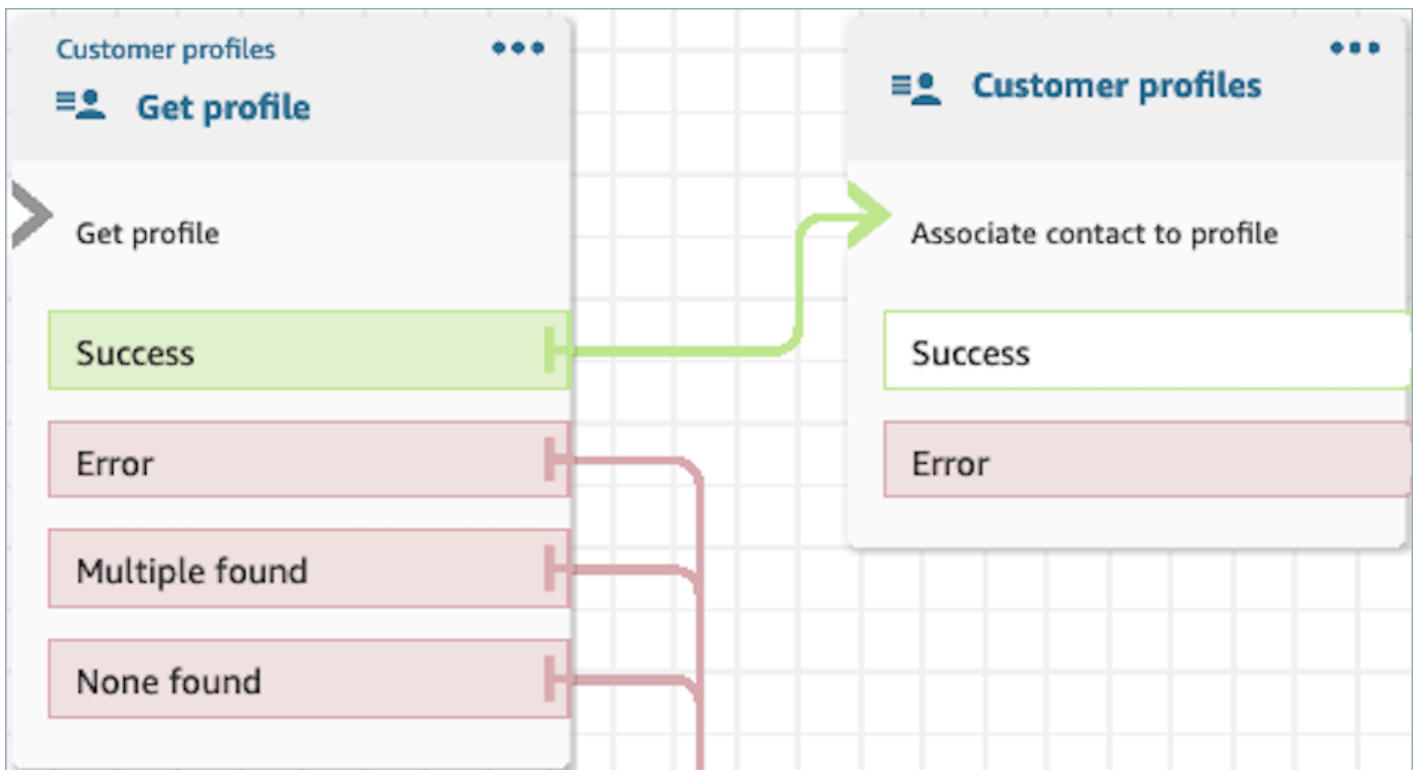 Customer profiles
Get profile
Get profile
Success
Error
Multiple found
None found
Customer profiles
Associate contact to profile
Success
Error